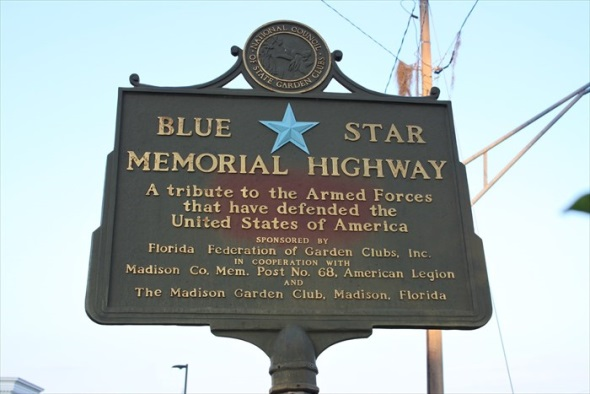 NATIONAL COUNCIL
OF STATE GARDEN CLUBS
BLUE STAR
MEMORIAL HIGHWAY
A tribute to the Armed Forces
that have defended the
United States of America
SPONSORED BY
Florida Federation of Garden Clubs, Inc.
IN COOPERATION WITH
Madison Co. Mem. Post No. 68, American Legion
AND
The Madison Garden Club, Madison, Florida